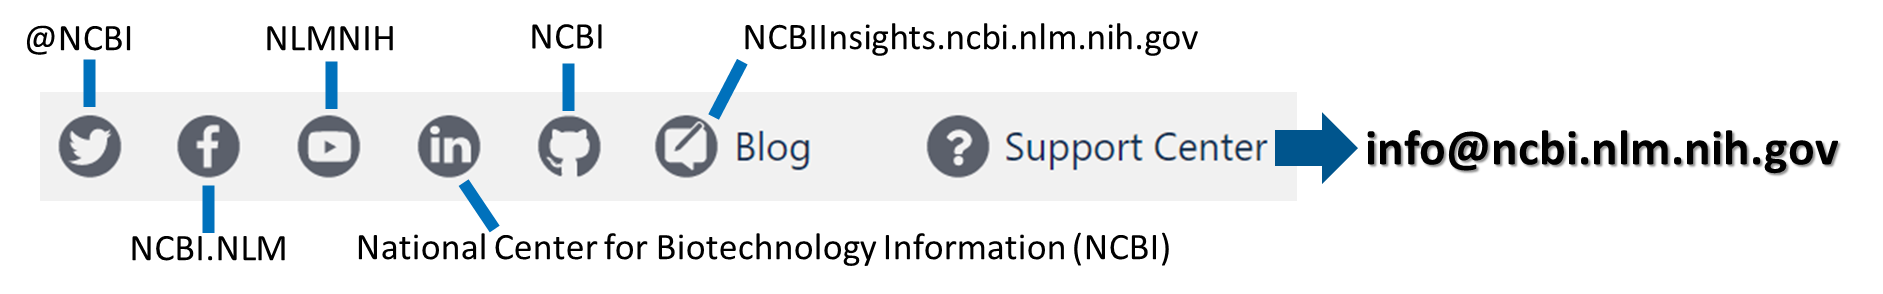 @NCBI
NLMNIH
NCBI
NCBIInsights.ncbi.nlm.nih.gov
Blog
Support Center
info@ncbi.nlm.nih.gov
NCBI.NLM
National Center for Biotechnology Information (NCBI)